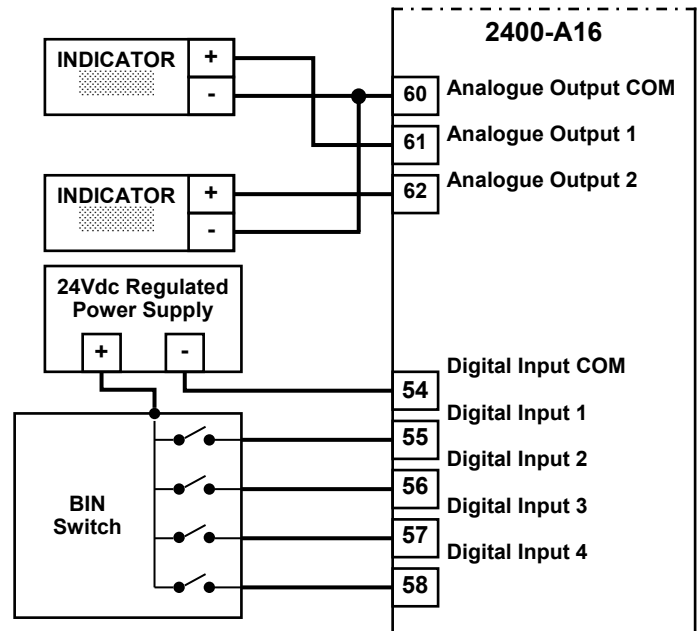 2400-A16
INDICATOR
+
-
60 Analogue Output COM
61 Analogue Output 1
62 Analogue Output 2
INDICATOR
+
-
24Vdc Regulated
Power Supply
+ -
Digital Input COM
54
Digital Input 1
55
Digital Input 2
56
Digital Input 3
57
Digital Input 4
58
BIN
Switch